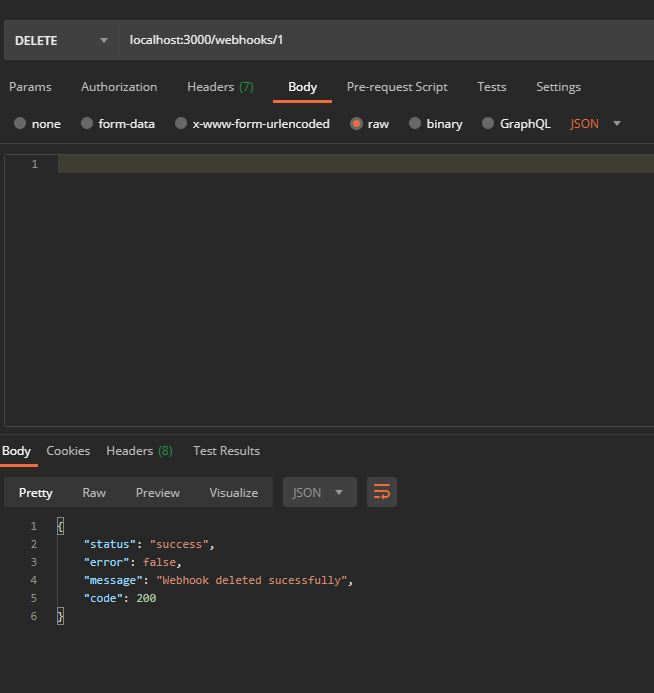 DELETE localhost:3000/webhooks/1
Params Authorization Headers (7) Body Pre-request Script Tests Settings
none form-data x-www-form-urlencoded raw binary GraphQL JSON
1
Body Cookies Headers (8) Test Results
Pretty Raw Preview Visualize JSON
1 {
2 "status": "success",
3 "error": false,
4 "message": "Webhook deleted sucessfully",
5 "code": 200
6 }